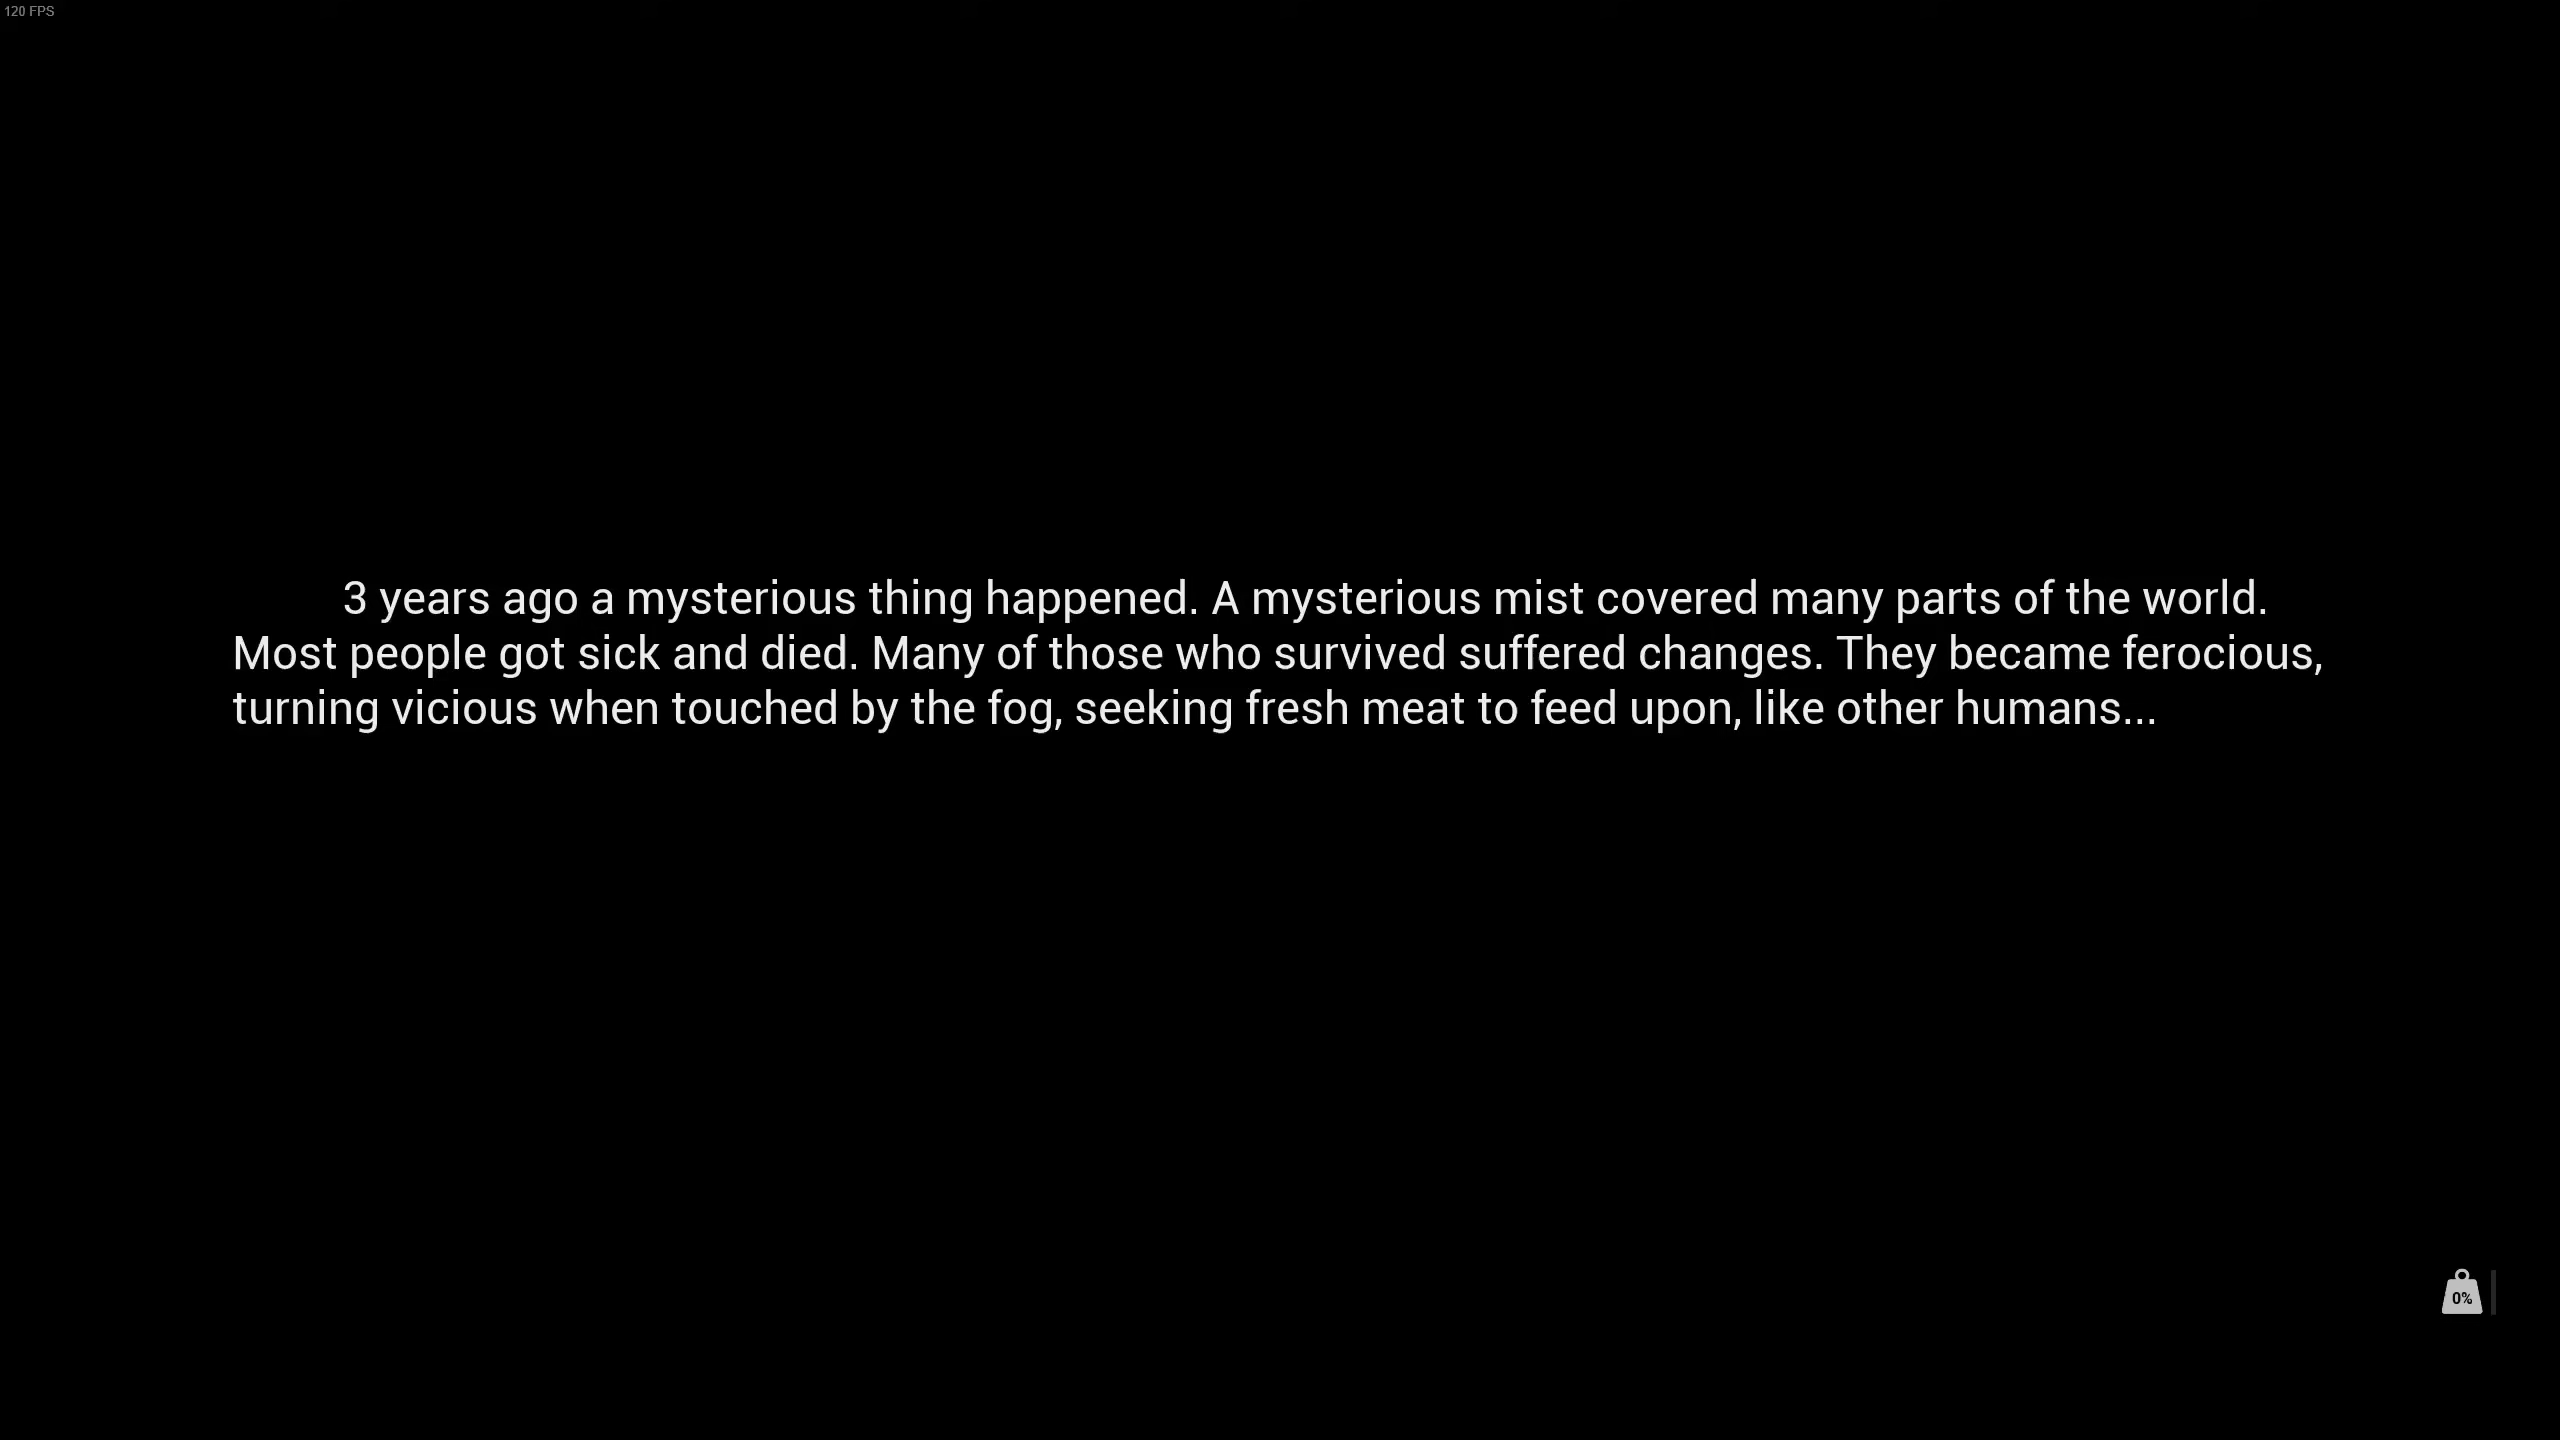 120 FPS
3 years ago a mysterious thing happened. A mysterious mist covered many parts of the world.
Most people got sick and died. Many of those who survived suffered changes. They became ferocious,
turning vicious when touched by the fog, seeking fresh meat to feed upon, like other humans...
0%